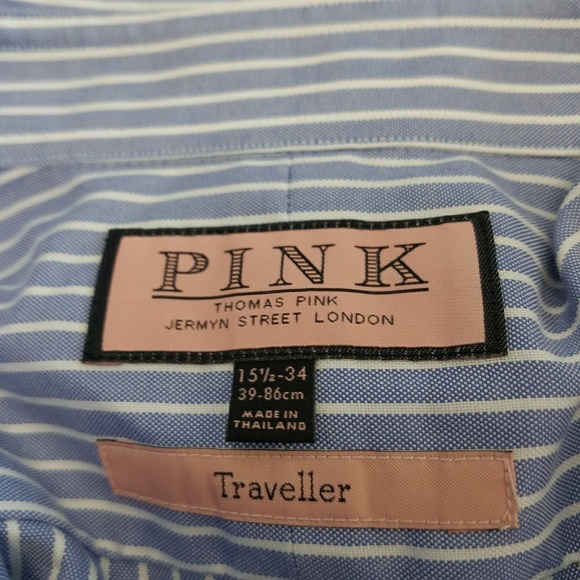 PINK
THOMAS PINK
JERMYN STREET LONDON
15½-34
39-86cm
MADE IN
THAILAND
Traveller